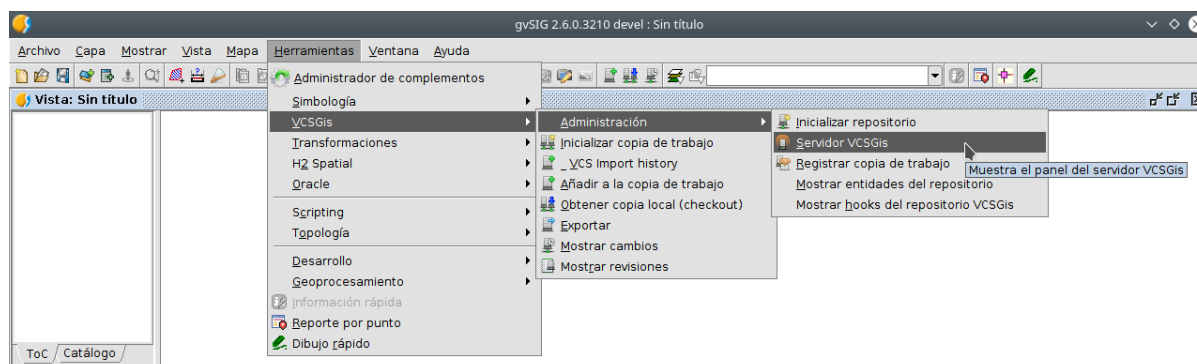 gvSIG 2.6.0.3210 devel : Sin título
Archivo Capa Mostrar Vista Mapa Herramientas Ventana Ayuda
Vista: Sin título
ToC Catálogo
Administrador de complementos
Simbología
VCSGis
Transformaciones
H2 Spatial
Oracle
Scripting
Topología
Desarrollo
Geoprocesamiento
Información rápida
Reporte por punto
Dibujo rápido
Administración
Inicializar copia de trabajo
_ VCS Import history
Añadir a la copia de trabajo
Obtener copia local (checkout)
Exportar
Mostrar cambios
Mostrar revisiones
Inicializar repositorio
Servidor VCSGis
Registrar copia de trabajo
Mostrar entidades del repositorio
Mostrar hooks del repositorio VCSGis
Muestra el panel del servidor VCSGis